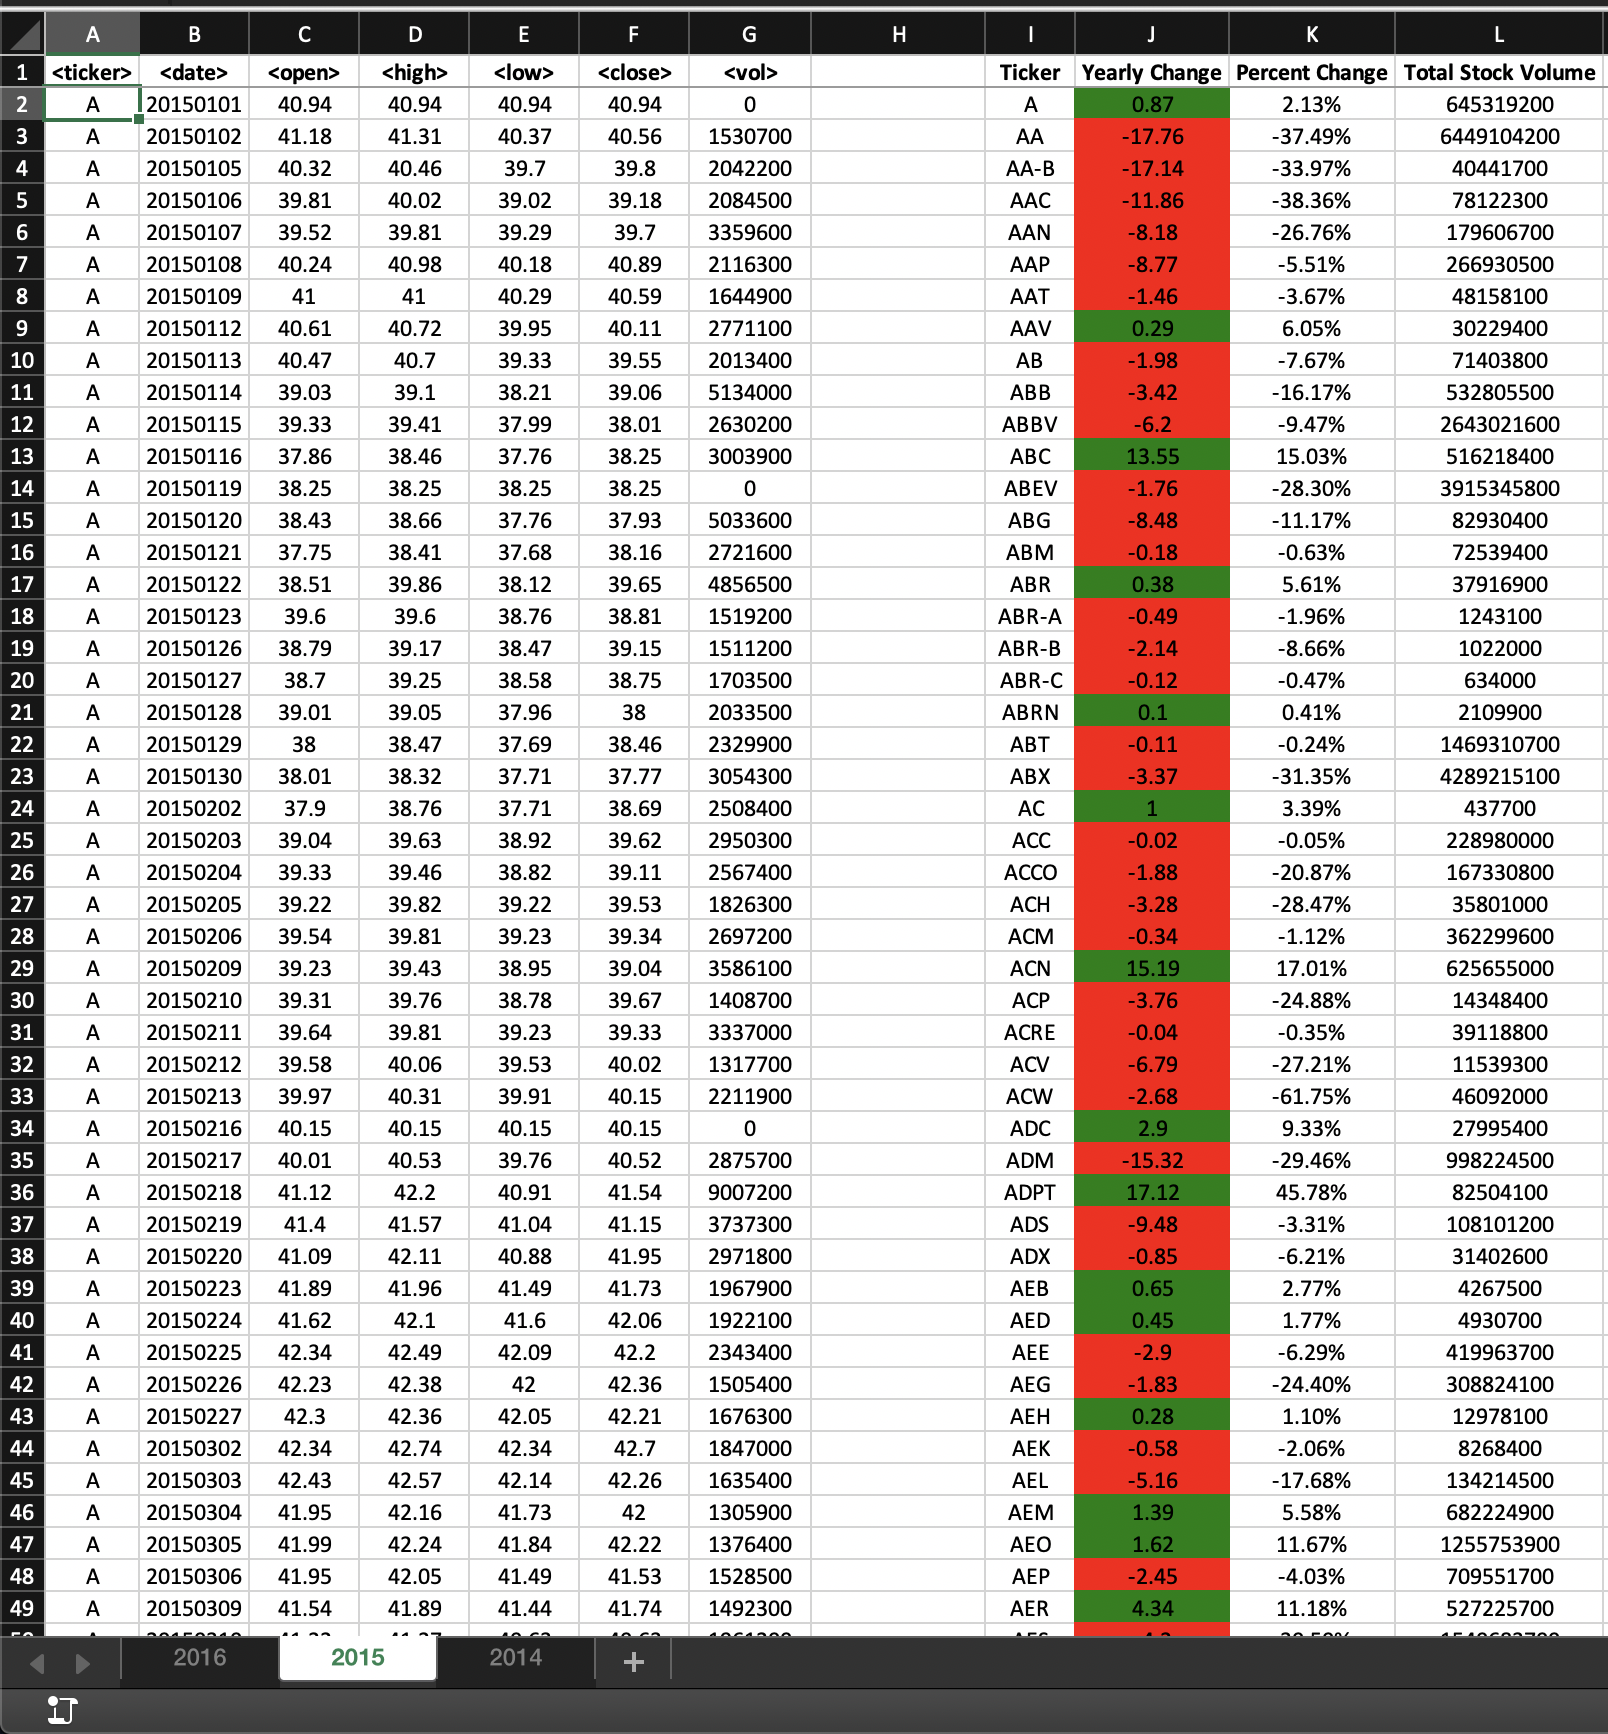 A B C D E F G H I J K L
1 <ticker> <date> <open> <high> <low> <close> <vol> Ticker Yearly Change Percent Change Total Stock Volume
2 A 20150101 40.94 40.94 40.94 40.94 0 A 0.87 2.13% 645319200
3 A 20150102 41.18 41.31 40.37 40.56 1530700 AA -17.76 -37.49% 6449104200
4 A 20150105 40.32 40.46 39.7 39.8 2042200 AA-B -17.14 -33.97% 40441700
5 A 20150106 39.81 40.02 39.02 39.18 2084500 AAC -11.86 -38.36% 78122300
6 A 20150107 39.52 39.81 39.29 39.7 3359600 AAN -8.18 -26.76% 179606700
7 A 20150108 40.24 40.98 40.18 40.89 2116300 AAP -8.77 -5.51% 266930500
8 A 20150109 41 41 40.29 40.59 1644900 AAT -1.46 -3.67% 48158100
9 A 20150112 40.61 40.72 39.95 40.11 2771100 AAV 0.29 6.05% 30229400
10 A 20150113 40.47 40.7 39.33 39.55 2013400 AB -1.98 -7.67% 71403800
11 A 20150114 39.03 39.1 38.21 39.06 5134000 ABB -3.42 -16.17% 532805500
12 A 20150115 39.33 39.41 37.99 38.01 2630200 ABBV -6.2 -9.47% 2643021600
13 A 20150116 37.86 38.46 37.76 38.25 3003900 ABC 13.55 15.03% 516218400
14 A 20150119 38.25 38.25 38.25 38.25 0 ABEV -1.76 -28.30% 3915345800
15 A 20150120 38.43 38.66 37.76 37.93 5033600 ABG -8.48 -11.17% 82930400
16 A 20150121 37.75 38.41 37.68 38.16 2721600 ABM -0.18 -0.63% 72539400
17 A 20150122 38.51 39.86 38.12 39.65 4856500 ABR 0.38 5.61% 37916900
18 A 20150123 39.6 39.6 38.76 38.81 1519200 ABR-A -0.49 -1.96% 1243100
19 A 20150126 38.79 39.17 38.47 39.15 1511200 ABR-B -2.14 -8.66% 1022000
20 A 20150127 38.7 39.25 38.58 38.75 1703500 ABR-C -0.12 -0.47% 634000
21 A 20150128 39.01 39.05 37.96 38 2033500 ABRN 0.1 0.41% 2109900
22 A 20150129 38 38.47 37.69 38.46 2329900 ABT -0.11 -0.24% 1469310700
23 A 20150130 38.01 38.32 37.71 37.77 3054300 ABX -3.37 -31.35% 4289215100
24 A 20150202 37.9 38.76 37.71 38.69 2508400 AC 1 3.39% 437700
25 A 20150203 39.04 39.63 38.92 39.62 2950300 ACC -0.02 -0.05% 228980000
26 A 20150204 39.33 39.46 38.82 39.11 2567400 ACCO -1.88 -20.87% 167330800
27 A 20150205 39.22 39.82 39.22 39.53 1826300 ACH -3.28 -28.47% 35801000
28 A 20150206 39.54 39.81 39.23 39.34 2697200 ACM -0.34 -1.12% 362299600
29 A 20150209 39.23 39.43 38.95 39.04 3586100 ACN 15.19 17.01% 625655000
30 A 20150210 39.31 39.76 38.78 39.67 1408700 ACP -3.76 -24.88% 14348400
31 A 20150211 39.64 39.81 39.23 39.33 3337000 ACRE -0.04 -0.35% 39118800
32 A 20150212 39.58 40.06 39.53 40.02 1317700 ACV -6.79 -27.21% 11539300
33 A 20150213 39.97 40.31 39.91 40.15 2211900 ACW -2.68 -61.75% 46092000
34 A 20150216 40.15 40.15 40.15 40.15 0 ADC 2.9 9.33% 27995400
35 A 20150217 40.01 40.53 39.76 40.52 2875700 ADM -15.32 -29.46% 998224500
36 A 20150218 41.12 42.2 40.91 41.54 9007200 ADPT 17.12 45.78% 82504100
37 A 20150219 41.4 41.57 41.04 41.15 3737300 ADS -9.48 -3.31% 108101200
38 A 20150220 41.09 42.11 40.88 41.95 2971800 ADX -0.85 -6.21% 31402600
39 A 20150223 41.89 41.96 41.49 41.73 1967900 AEB 0.65 2.77% 4267500
40 A 20150224 41.62 42.1 41.6 42.06 1922100 AED 0.45 1.77% 4930700
41 A 20150225 42.34 42.49 42.09 42.2 2343400 AEE -2.9 -6.29% 419963700
42 A 20150226 42.23 42.38 42 42.36 1505400 AEG -1.83 -24.40% 308824100
43 A 20150227 42.3 42.36 42.05 42.21 1676300 AEH 0.28 1.10% 12978100
44 A 20150302 42.34 42.74 42.34 42.7 1847000 AEK -0.58 -2.06% 8268400
45 A 20150303 42.43 42.57 42.14 42.26 1635400 AEL -5.16 -17.68% 134214500
46 A 20150304 41.95 42.16 41.73 42 1305900 AEM 1.39 5.58% 682224900
47 A 20150305 41.99 42.24 41.84 42.22 1376400 AEO 1.62 11.67% 1255753900
48 A 20150306 41.95 42.05 41.49 41.53 1528500 AEP -2.45 -4.03% 709551700
49 A 20150309 41.54 41.89 41.44 41.74 1492300 AER 4.34 11.18% 527225700
2016 2015 2014 +